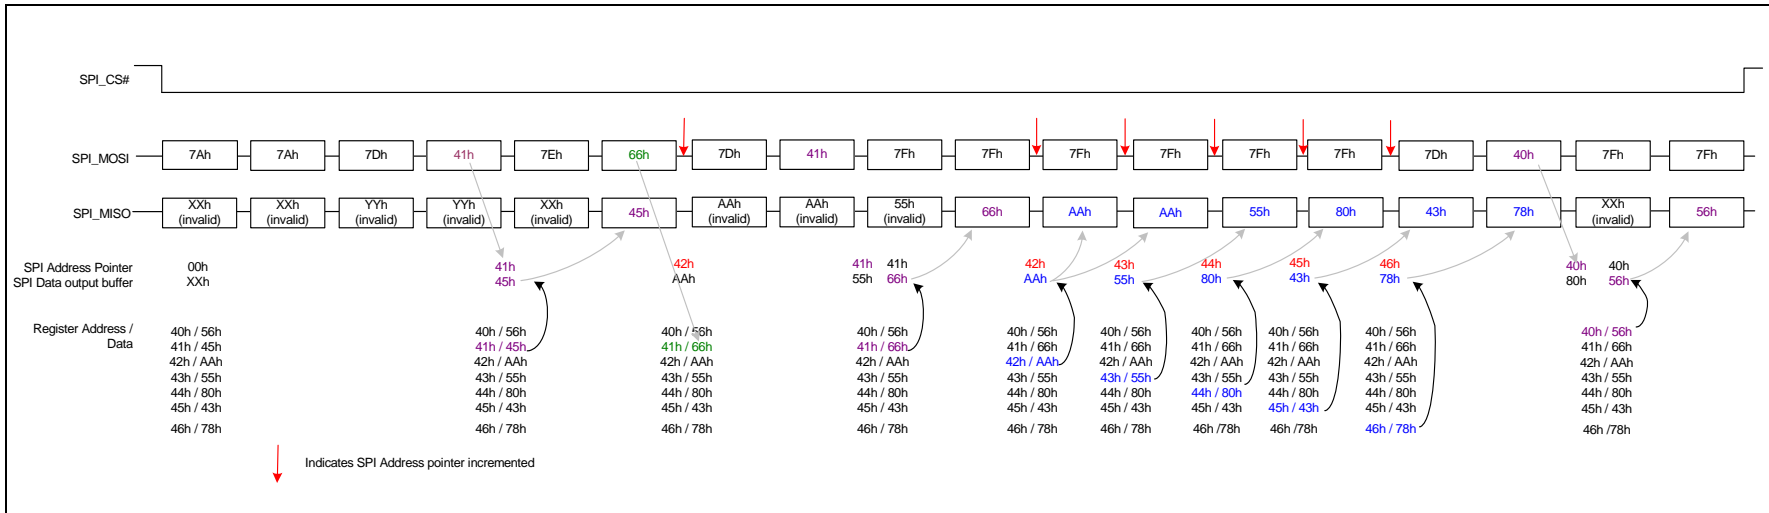 SPI_CS#
SPI_MOSI 7Ah 7Ah 7Dh 41h 7Eh 66h 7Dh 41h 7Fh 7Fh 7Fh 7Fh 7Fh 7Fh 7Dh 40h 7Fh 7Fh
SPI_MISO XXh (invalid) XXh (invalid) YYh (invalid) YYh (invalid) XXh (invalid) 45h AAh (invalid) AAh (invalid) 55h (invalid) 66h AAh AAh 55h 80h 43h 78h XXh (invalid) 56h
SPI Address Pointer 00h 41h 42h 41h 41h 42h 43h 44h 45h 46h 40h 40h
SPI Data output buffer XXh 45h AAh 55h 66h AAh 55h 80h 43h 78h 80h 56h
Register Address / Data
40h / 56h 40h / 56h 40h / 56h 40h / 56h 40h / 56h 40h / 56h 40h / 56h 40h / 56h 40h / 56h 40h / 56h
41h / 45h 41h / 45h 41h / 66h 41h / 66h 41h / 66h 41h / 66h 41h / 66h 41h / 66h 41h / 66h 41h / 66h
42h / AAh 42h / AAh 42h / AAh 42h / AAh 42h / AAh 42h / AAh 42h / AAh 42h / AAh 42h / AAh 42h / AAh
43h / 55h 43h / 55h 43h / 55h 43h / 55h 43h / 55h 43h / 55h 43h / 55h 43h / 55h 43h / 55h 43h / 55h
44h / 80h 44h / 80h 44h / 80h 44h / 80h 44h / 80h 44h / 80h 44h / 80h 44h / 80h 44h / 80h 44h / 80h
45h / 43h 45h / 43h 45h / 43h 45h / 43h 45h / 43h 45h / 43h 45h / 43h 45h / 43h 45h / 43h 45h / 43h
46h / 78h 46h / 78h 46h / 78h 46h / 78h 46h / 78h 46h / 78h 46h /78h 46h /78h 46h / 78h 46h /78h
Indicates SPI Address pointer incremented